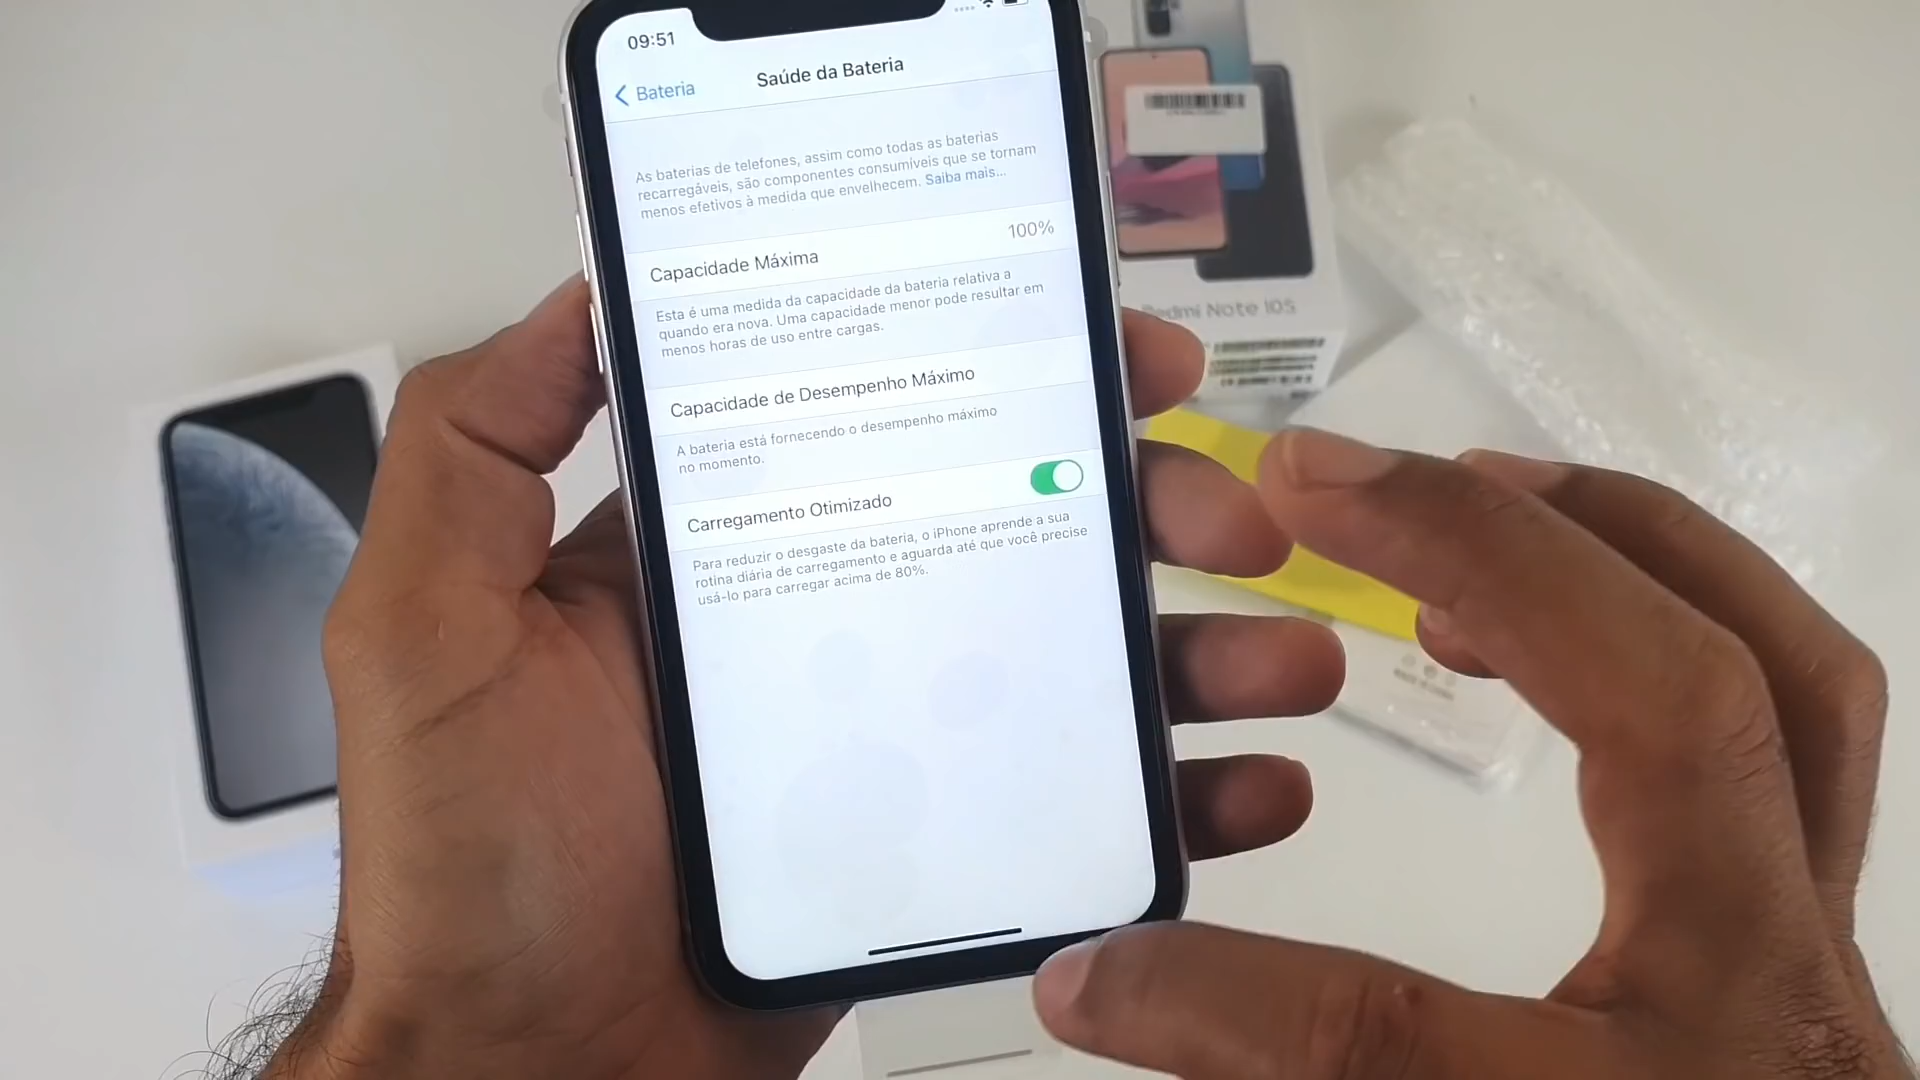 09:51
Bateria
Saúde da Bateria
As baterias de telefones, assim como todas as baterias
recarregáveis, são componentes consumíveis que se tornam
menos efetivos à medida que envelhecem. Saiba mais...
Capacidade Máxima 100%
Esta é uma medida da capacidade da bateria relativa a
quando era nova. Uma capacidade menor pode resultar em
menos horas de uso entre cargas.
Capacidade de Desempenho Máximo
A bateria está fornecendo o desempenho máximo
no momento.
Carregamento Otimizado
Para reduzir o desgaste da bateria, o iPhone aprende a sua
rotina diária de carregamento e aguarda até que você precise
usá-lo para carregar acima de 80%.
Redmi Note 10S